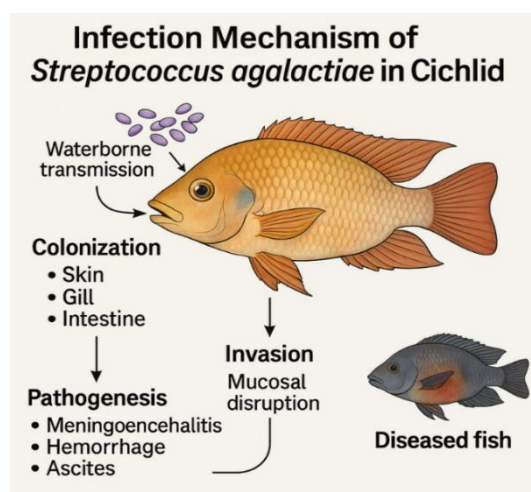 Infection Mechanism of
Streptococcus agalactiae in Cichlid
Waterborne
transmission
Colonization
• Skin
• Gill
• Intestine
Pathogenesis
• Meningoencehalitis
• Hemorrhage
• Ascites
Invasion
Mucosal
disruption
Diseased fish